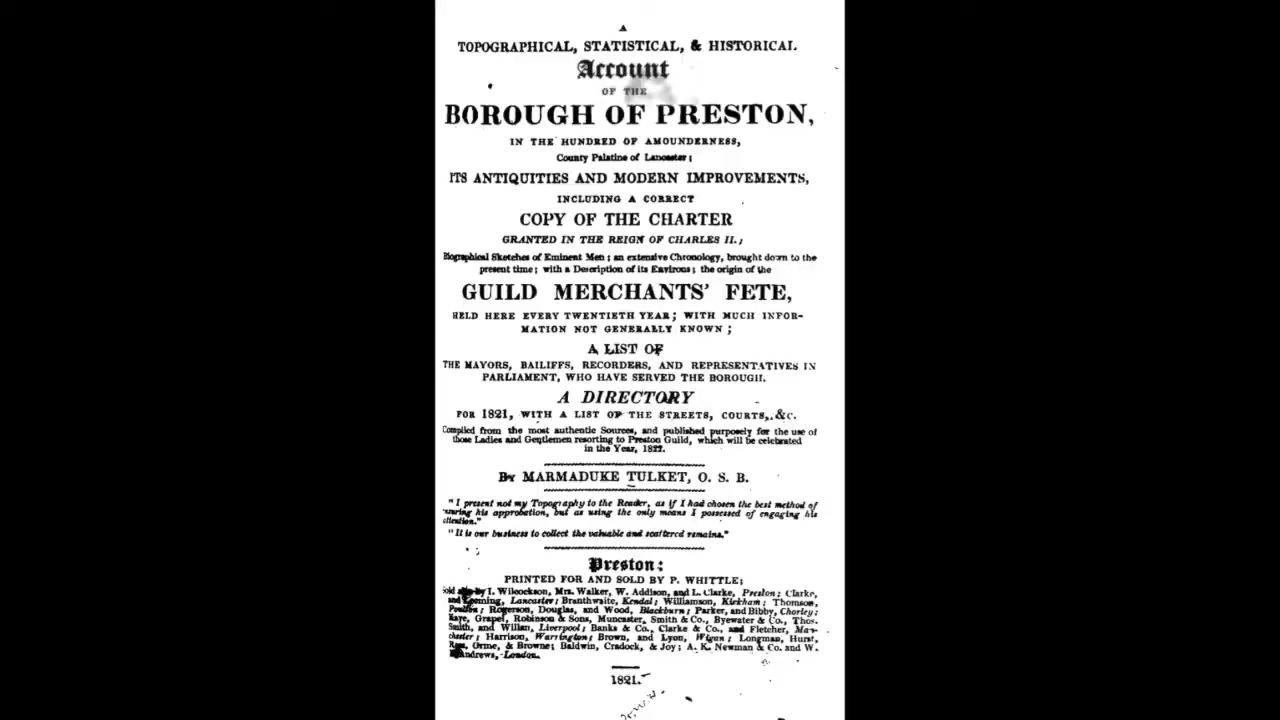 A
TOPOGRAPHICAL, STATISTICAL, & HISTORICAL
Account
OF THE
BOROUGH OF PRESTON,
IN THE HUNDRED OF AMOUNDERNESS,
County Palatine of Lancaster;
ITS ANTIQUITIES AND MODERN IMPROVEMENTS,
INCLUDING A CORRECT
COPY OF THE CHARTER
GRANTED IN THE REIGN OF CHARLES II.;
Biographical Sketches of Eminent Men; an extensive Chronology, brought down to the
present time; with a Description of its Environs; the origin of the
GUILD MERCHANTS' FETE,
HELD HERE EVERY TWENTIETH YEAR; WITH MUCH INFOR-
MATION NOT GENERALLY KNOWN;
A LIST OF
THE MAYORS, BAILIFFS, RECORDERS, AND REPRESENTATIVES IN
PARLIAMENT, WHO HAVE SERVED THE BOROUGH.
A DIRECTORY
FOR 1821, WITH A LIST OF THE STREETS, COURTS, &c.
Compiled from the most authentic Sources, and published purposely for the use of
those Ladies and Gentlemen resorting to Preston Guild, which will be celebrated
in the Year, 1822.
By MARMADUKE TULKET, O. S. B.
"I present not my Topography to the Reader, as if I had chosen the best method of
his approbation, but as using the only means I possessed of engaging his
attention."
"It is our business to collect the valuable and scattered remains."
Preston:
PRINTED FOR AND SOLD BY P. WHITTLE;
Sold by I. Wilcockson, Mrs. Walker, W. Addison, and L. Clarke, Preston; Clarke,
and Lancaster; Branthwaite, Kendal; Williamson, Kirkham; Thomson,
Poulton; Rogerson, Douglas, and Wood, Blackburn; Parker, and Bibby, Chorley;
Kaye, Grapel, Robinson & Sons, Muncaster, Smith & Co., Byewater & Co., Thos.
Smith, and Willan, Liverpool; Banks & Co., Clarke & Co., and Fletcher, Man-
chester; Harrison, Warrington; Brown, and Lyon, Wigan; Longman, Hurst,
Rees, Orme, & Browne; Baldwin, Cradock, & Joy; A. K. Newman & Co. and W.
Andrews, London.
1821.